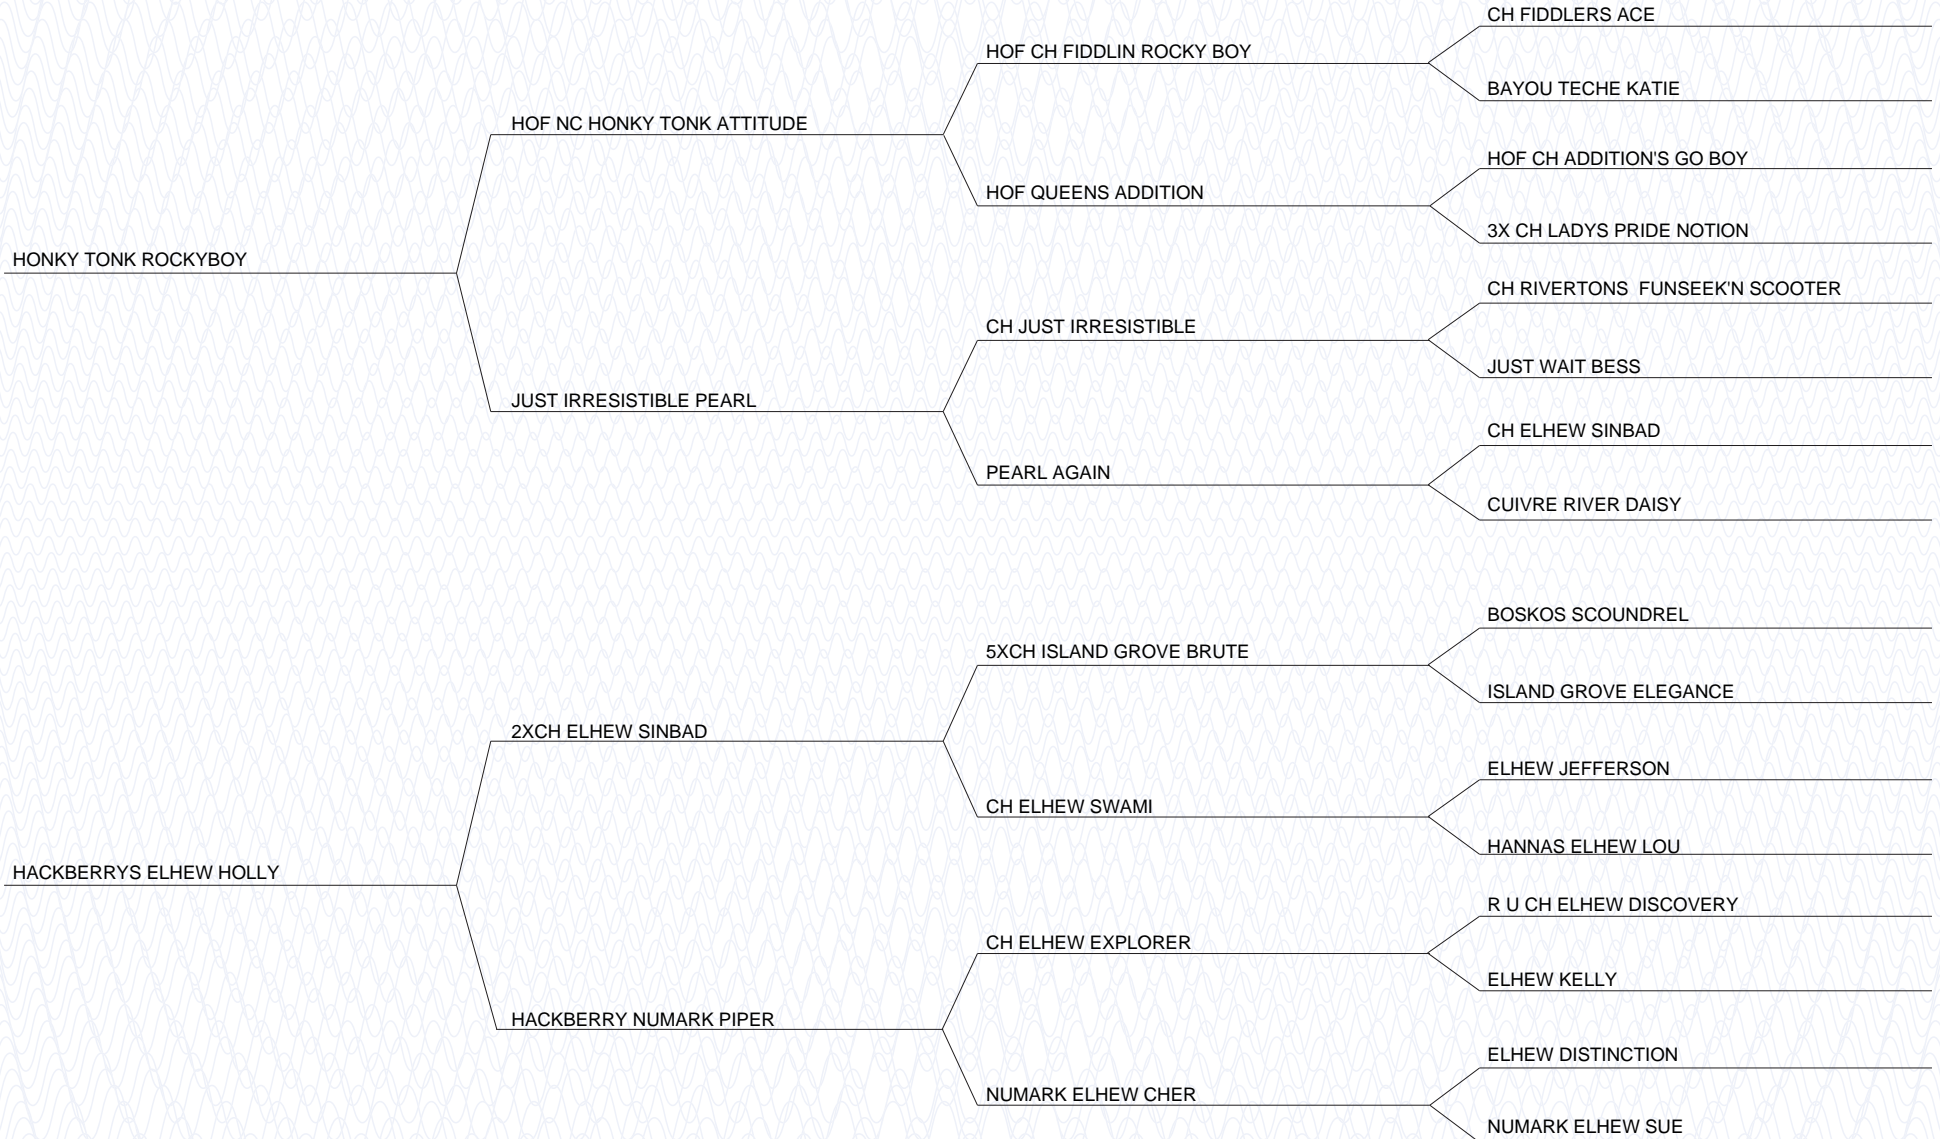 CH FIDDLERS ACE
HOF CH FIDDLIN ROCKY BOY
BAYOU TECHE KATIE
HOF NC HONKY TONK ATTITUDE
HOF CH ADDITION'S GO BOY
HOF QUEENS ADDITION
3X CH LADYS PRIDE NOTION
HONKY TONK ROCKYBOY
CH RIVERTONS  FUNSEEK'N SCOOTER
CH JUST IRRESISTIBLE
JUST WAIT BESS
JUST IRRESISTIBLE PEARL
CH ELHEW SINBAD
PEARL AGAIN
CUIVRE RIVER DAISY
BOSKOS SCOUNDREL
5XCH ISLAND GROVE BRUTE
ISLAND GROVE ELEGANCE
2XCH ELHEW SINBAD
ELHEW JEFFERSON
CH ELHEW SWAMI
HANNAS ELHEW LOU
HACKBERRYS ELHEW HOLLY
R U CH ELHEW DISCOVERY
CH ELHEW EXPLORER
ELHEW KELLY
HACKBERRY NUMARK PIPER
ELHEW DISTINCTION
NUMARK ELHEW CHER
NUMARK ELHEW SUE